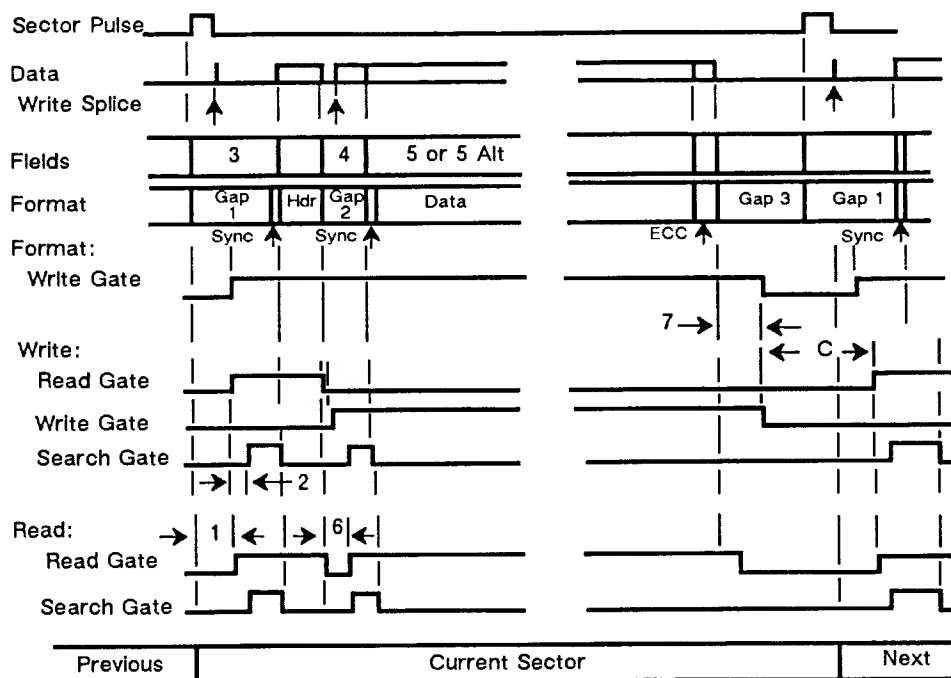 Sector Pulse
Data
Write Splice
Fields 3 4 5 or 5 Alt
Format Gap 1 Hdr Gap 2 Data Gap 3 Gap 1
Sync Sync ECC Sync
Format:
Write Gate
7
Write: C
Read Gate
Write Gate
Search Gate
2
Read: 1 6
Read Gate
Search Gate
Previous Current Sector Next